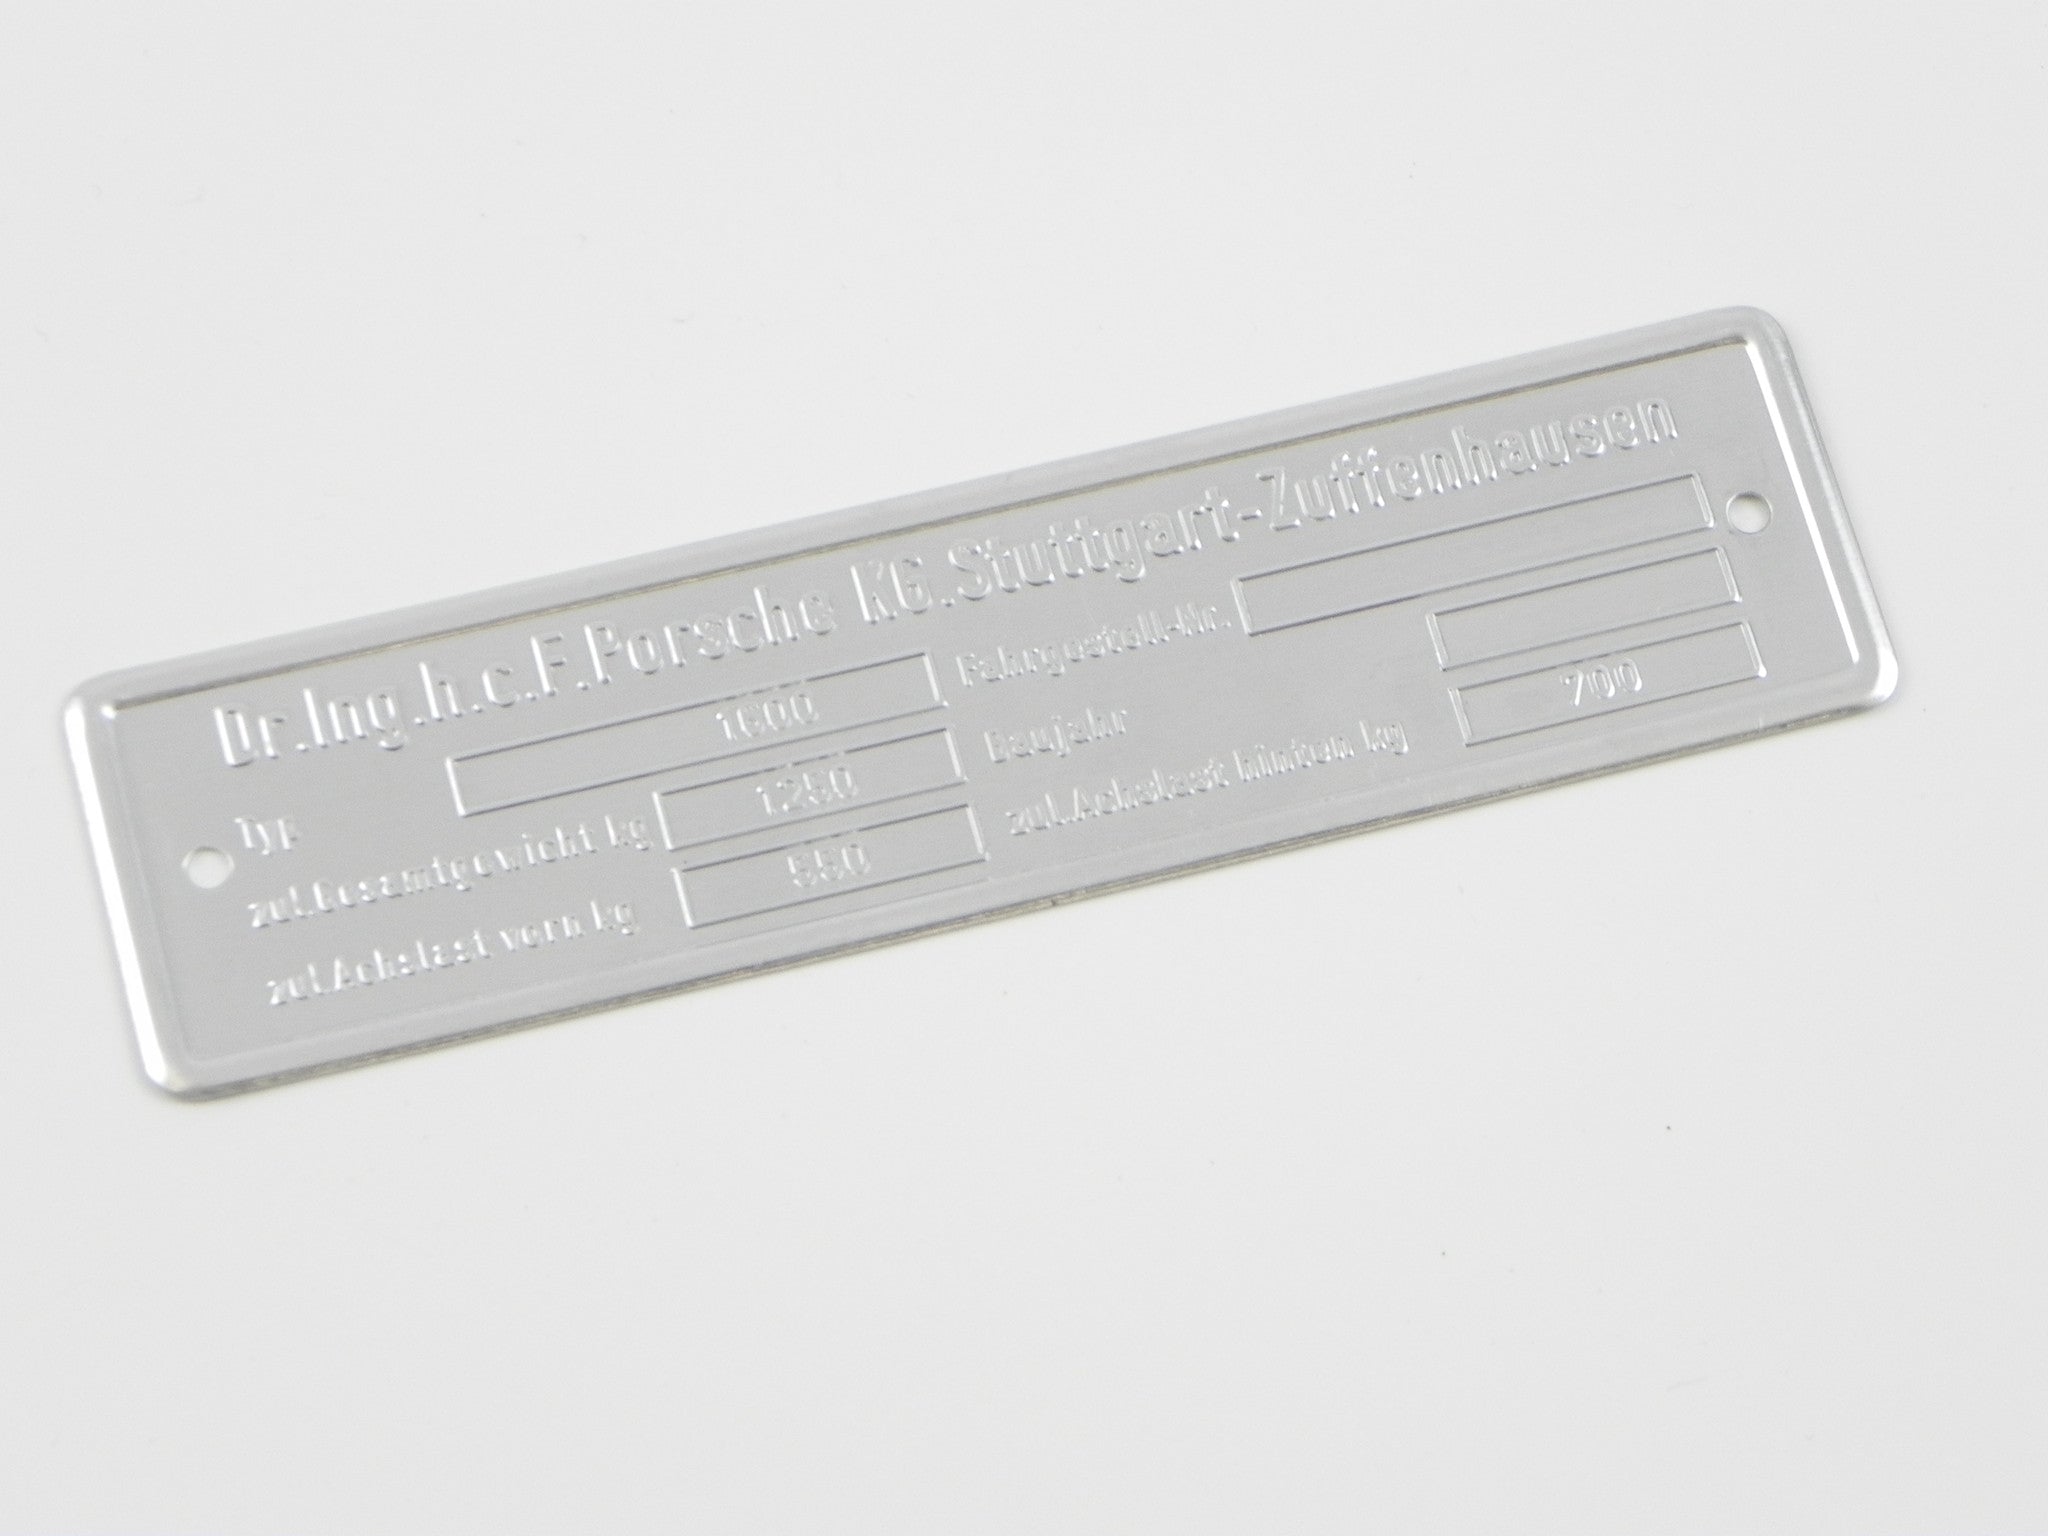 Dr.Ing.h.c.F.Porsche KG.Stuttgart-Zuffenhausen
Typ 1600 Fahrgestell-Nr.
zul.Gesamtgewicht kg 1250 Baujahr
zul.Achslast vorn kg 550 zul.Achslast hinten kg 700